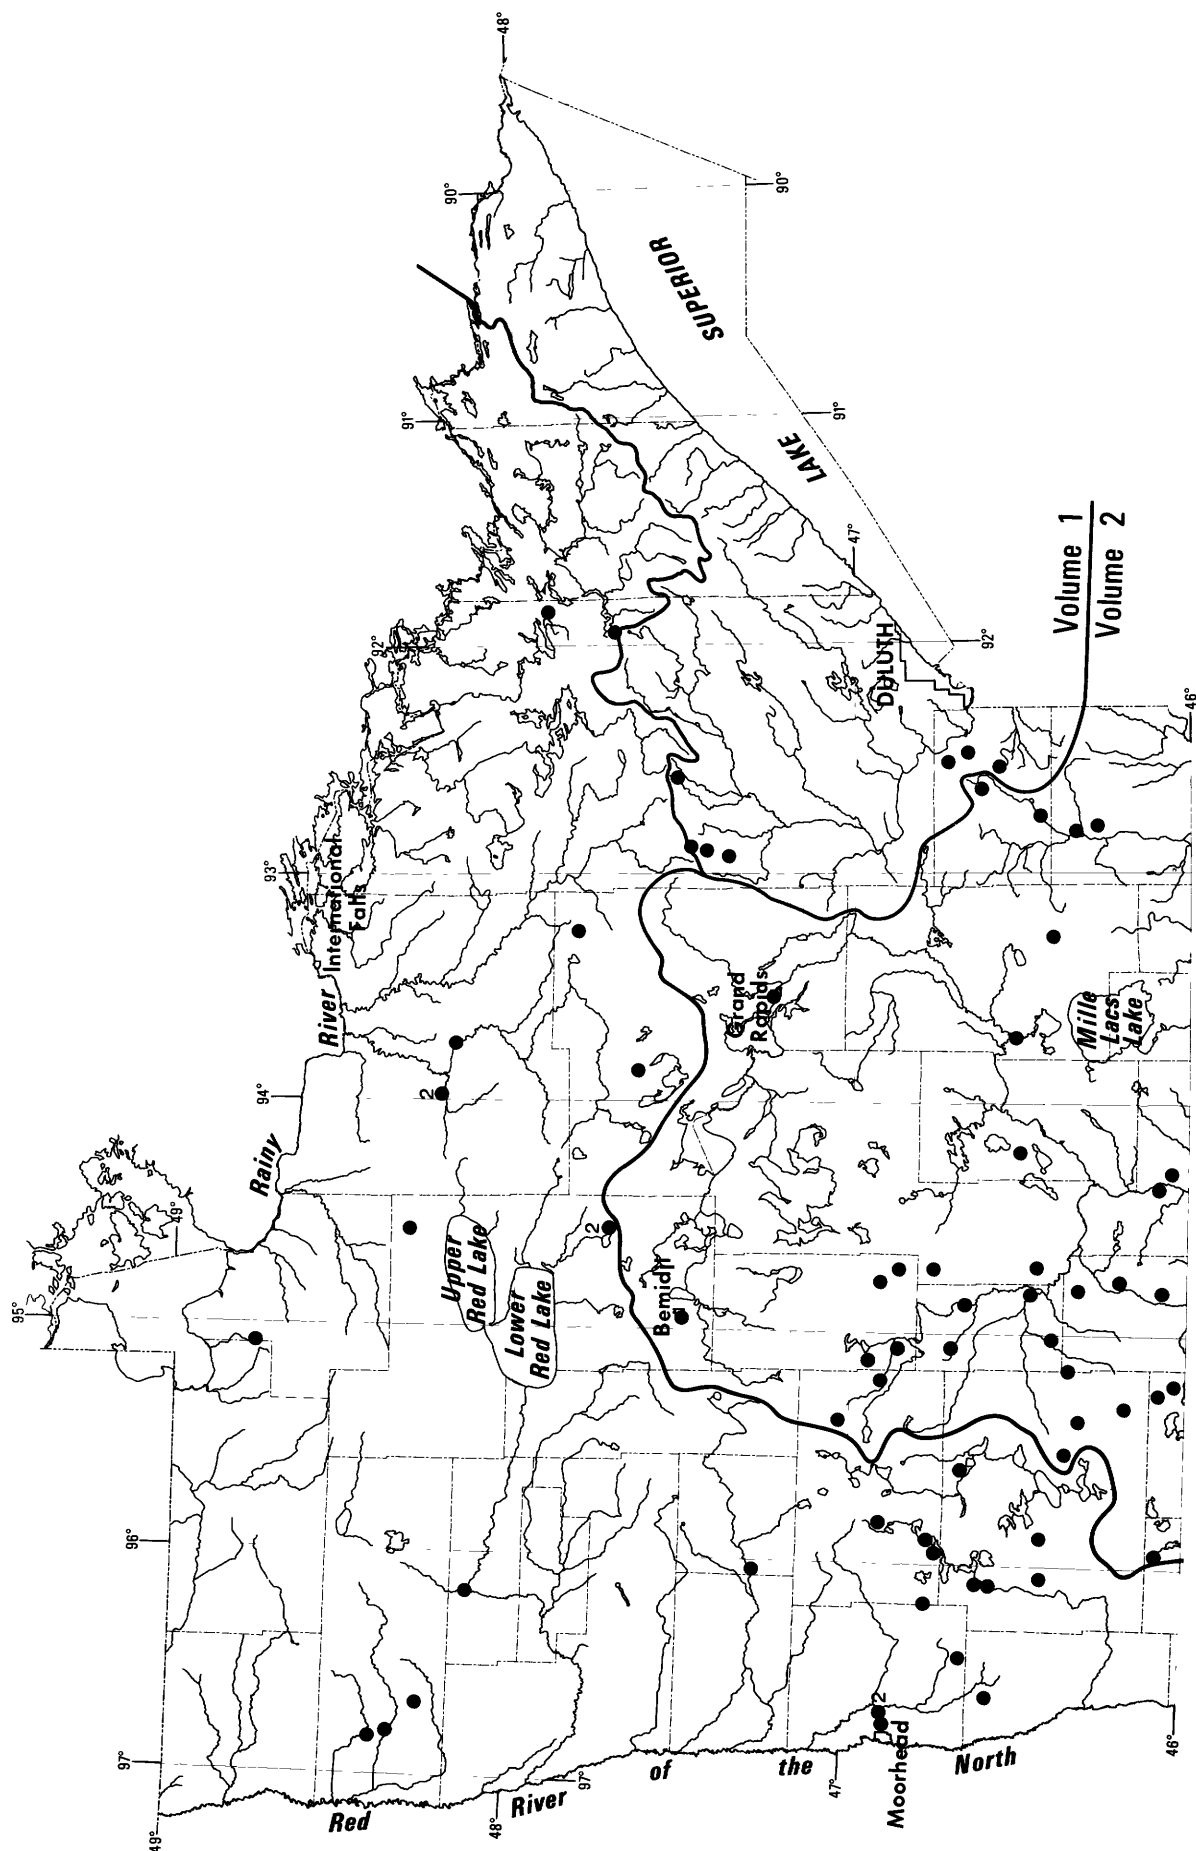 48°
90°
91°
92°
93°
94°
95°
96°
97°
49°
49°
48°
47°
46°
97°
90°
91°
92°
47°
46°
LAKE SUPERIOR
DULUTH
Volume 1
Volume 2
International
Falls
Rainy River
Upper
Red Lake
Lower
Red Lake
2
2
Bemidji
Grand
Rapids
Mille
Lacs
Lake
Moorhead
2
Red River of the North